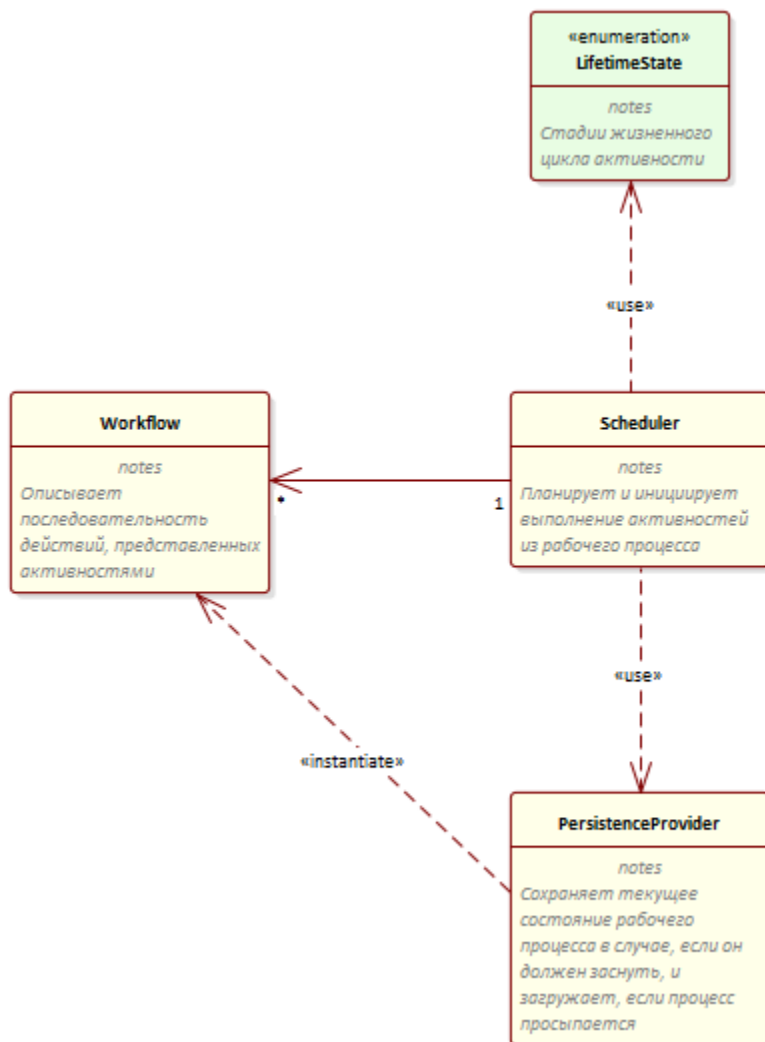 «enumeration»
LifetimeState
notes
Стадии жизненного
цикла активности
«use»
Workflow
notes
Описывает
последовательность
действий, представленных
активностями
*
1
Scheduler
notes
Планирует и инициирует
выполнение активностей
из рабочего процесса
«use»
«instantiate»
PersistenceProvider
notes
Сохраняет текущее
состояние рабочего
процесса в случае, если он
должен заснуть, и
загружает, если процесс
просыпается